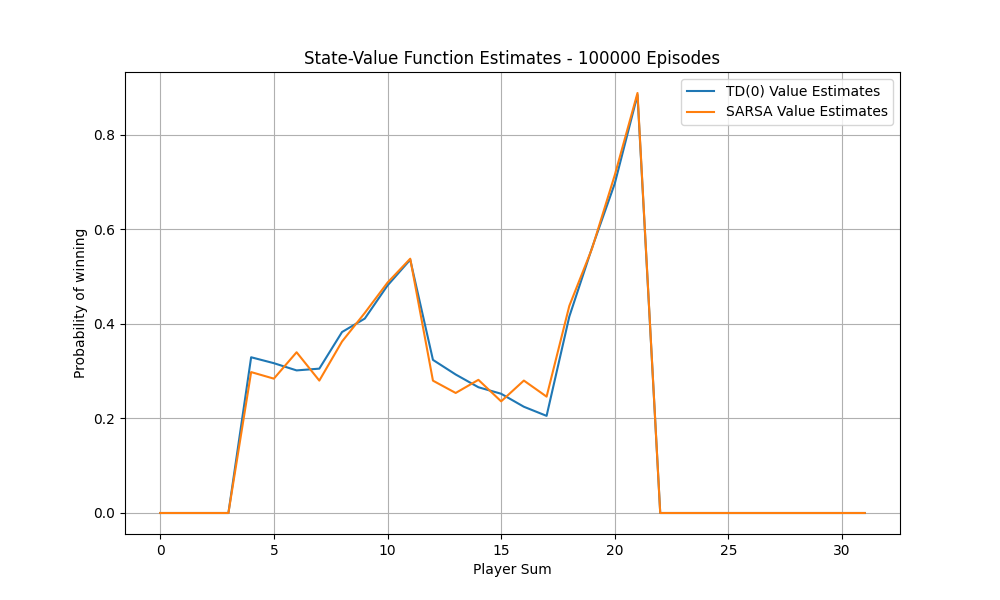 State-Value Function Estimates - 100000 Episodes
TD(0) Value Estimates
SARSA Value Estimates
Probability of winning
0.8
0.6
0.4
0.2
0.0
0 5 10 15 20 25 30
Player Sum